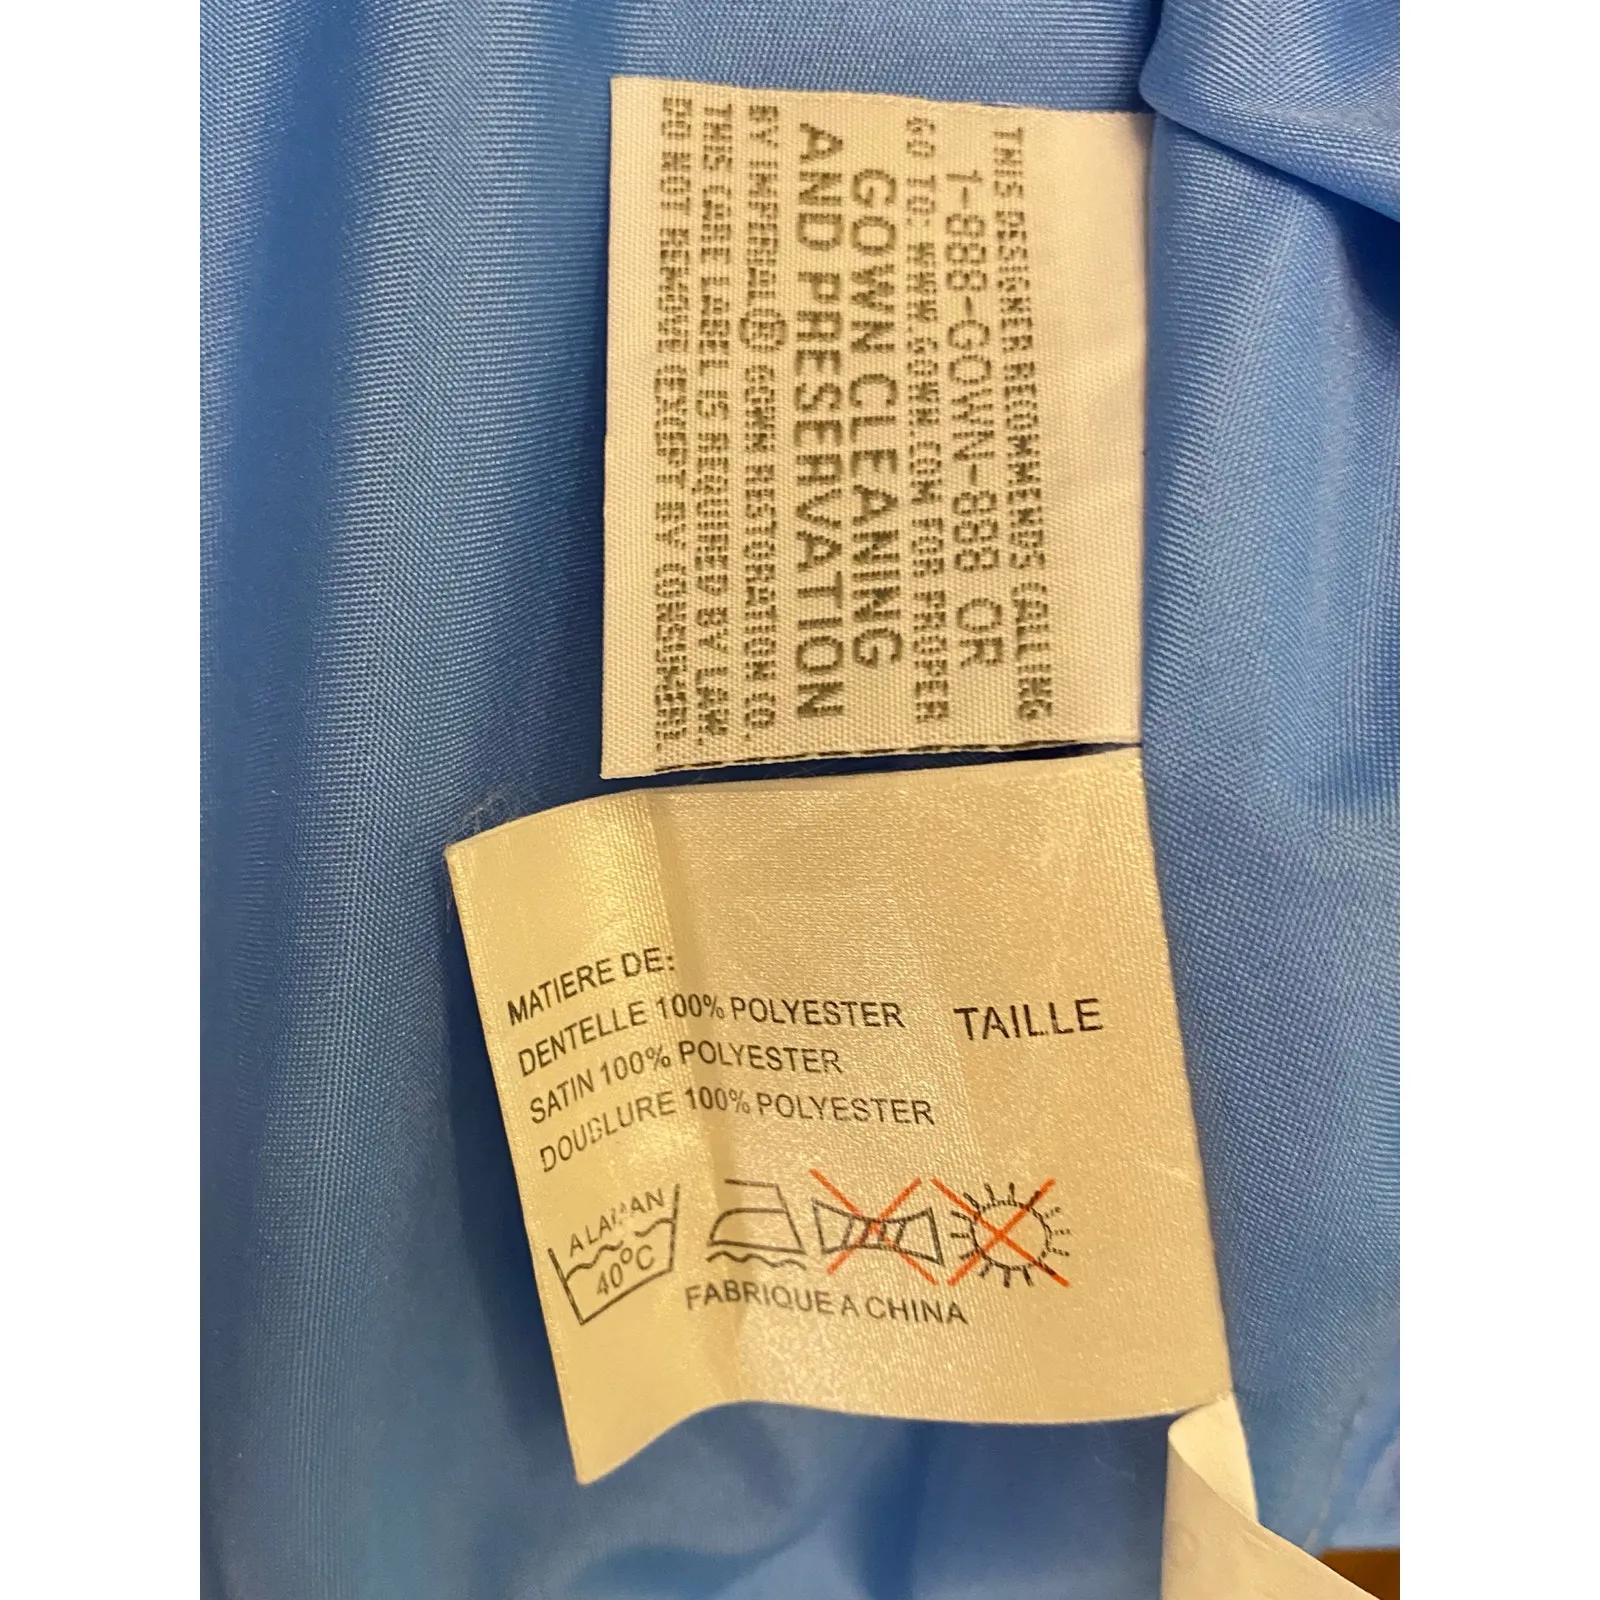 THIS DESIGNER RECOMMENDS CALLING
1-888-GOWN-888 OR
GO TO: WWW.GOWN.COM FOR PROPER
GOWN CLEANING
AND PRESERVATION
BY IMPERIAL® GOWN RESTORATION CO.
THIS CARE LABEL IS REQUIRED BY LAW.
DO NOT REMOVE EXCEPT BY CONSUMER.
MATIERE DE:
DENTELLE 100% POLYESTER
SATIN 100% POLYESTER
DOUBLURE 100% POLYESTER
TAILLE
A LA MAN
40°C
FABRIQUE A CHINA